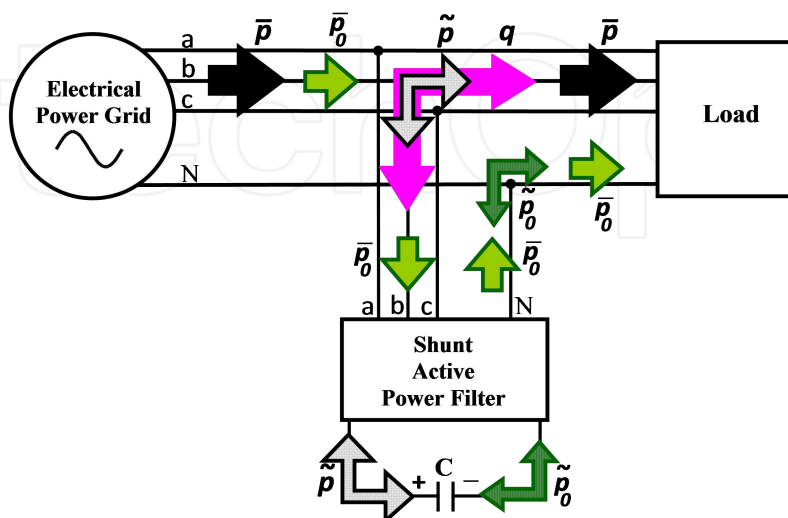 a p̅ p̅₀ p̃ q p̅
b
c
Electrical
Power Grid
Load
N
p̃₀ p̅₀
p̅₀ p̅₀
a b c N
Shunt
Active
Power Filter
p̃ + C − p̃₀